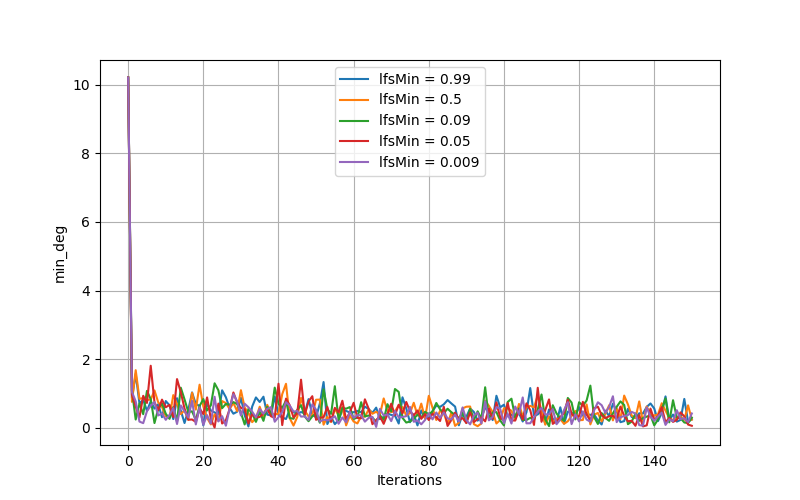 lfsMin = 0.99
lfsMin = 0.5
lfsMin = 0.09
lfsMin = 0.05
lfsMin = 0.009
min_deg
10
8
6
4
2
0
0 20 40 60 80 100 120 140
Iterations